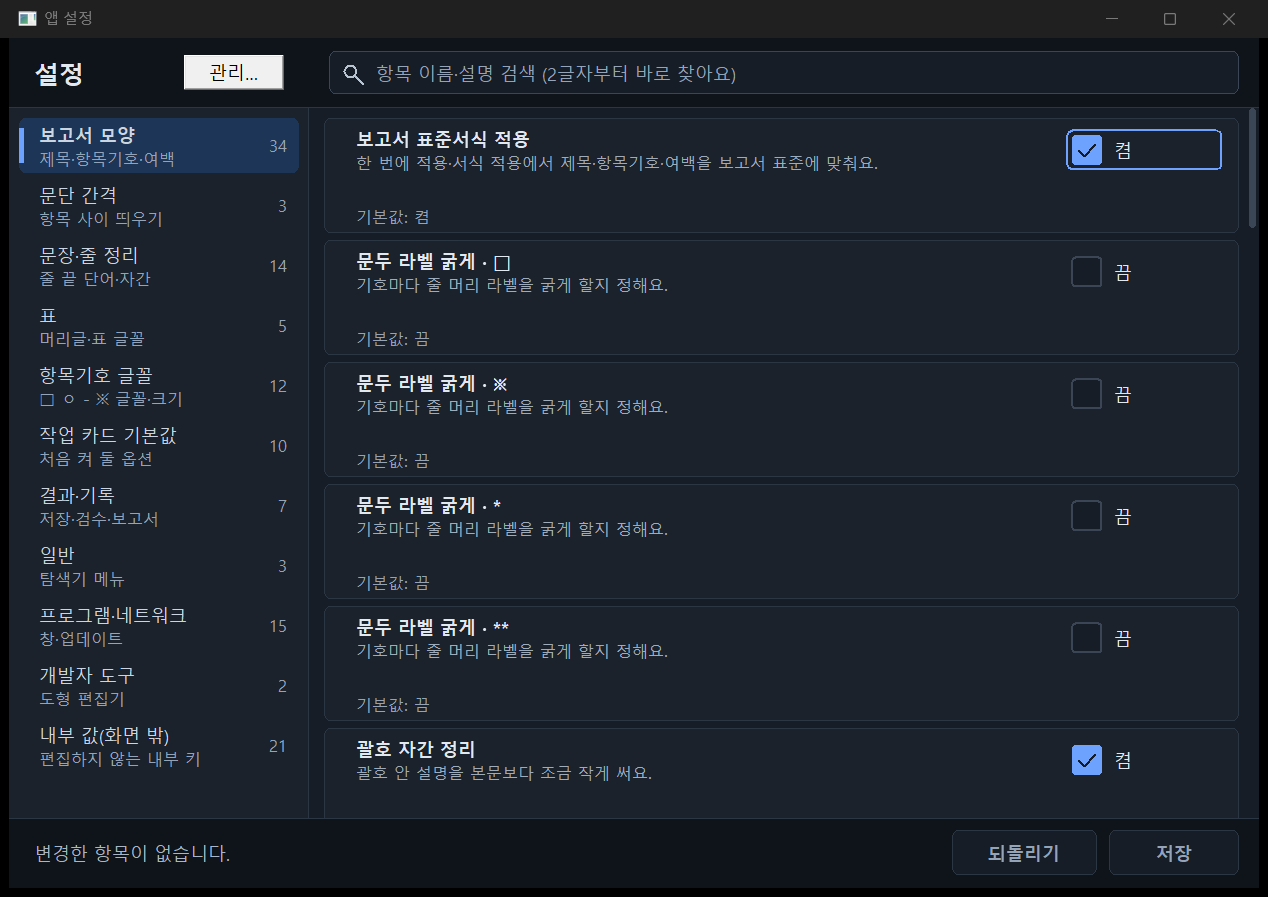 앱 설정
설정
관리...
항목 이름·설명 검색 (2글자부터 바로 찾아요)
보고서 모양
제목·항목기호·여백
34
문단 간격
항목 사이 띄우기
3
문장·줄 정리
줄 끝 단어·자간
14
표
머리글·표 글꼴
5
항목기호 글꼴
□ ㅇ - ※ 글꼴·크기
12
작업 카드 기본값
처음 켜 둘 옵션
10
결과·기록
저장·검수·보고서
7
일반
탐색기 메뉴
3
프로그램·네트워크
창·업데이트
15
개발자 도구
도형 편집기
2
내부 값(화면 밖)
편집하지 않는 내부 키
21
보고서 표준서식 적용
한 번에 적용·서식 적용에서 제목·항목기호·여백을 보고서 표준에 맞춰요.
기본값: 켬
켬
문두 라벨 굵게 · □
기호마다 줄 머리 라벨을 굵게 할지 정해요.
기본값: 끔
끔
문두 라벨 굵게 · ※
기호마다 줄 머리 라벨을 굵게 할지 정해요.
기본값: 끔
끔
문두 라벨 굵게 · *
기호마다 줄 머리 라벨을 굵게 할지 정해요.
기본값: 끔
끔
문두 라벨 굵게 · **
기호마다 줄 머리 라벨을 굵게 할지 정해요.
기본값: 끔
끔
괄호 자간 정리
괄호 안 설명을 본문보다 조금 작게 써요.
켬
변경한 항목이 없습니다.
되돌리기
저장